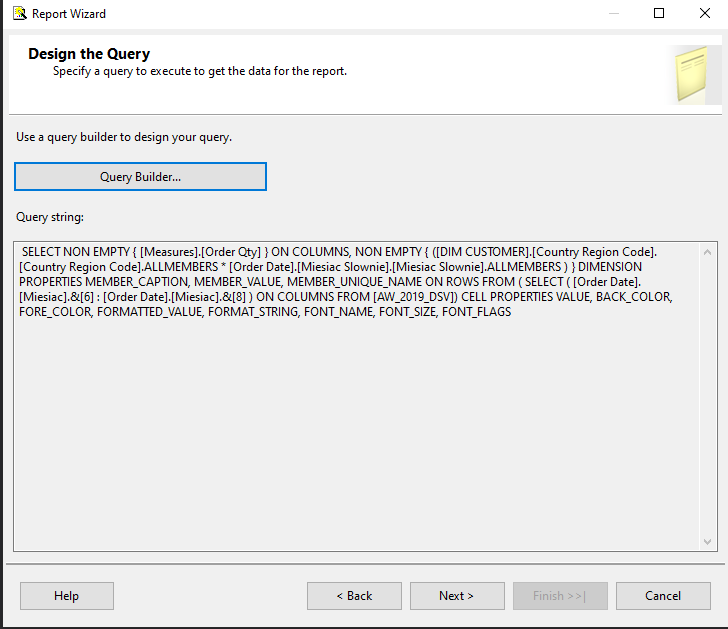 Report Wizard
Design the Query
Specify a query to execute to get the data for the report.
Use a query builder to design your query.
Query Builder...
Query string:
SELECT NON EMPTY { [Measures].[Order Qty] } ON COLUMNS, NON EMPTY { ([DIM CUSTOMER].[Country Region Code].
[Country Region Code].ALLMEMBERS * [Order Date].[Miesiac Slownie].[Miesiac Slownie].ALLMEMBERS ) } DIMENSION
PROPERTIES MEMBER_CAPTION, MEMBER_VALUE, MEMBER_UNIQUE_NAME ON ROWS FROM ( SELECT ( [Order Date].
[Miesiac].&[6] : [Order Date].[Miesiac].&[8] ) ON COLUMNS FROM [AW_2019_DSV]) CELL PROPERTIES VALUE, BACK_COLOR,
FORE_COLOR, FORMATTED_VALUE, FORMAT_STRING, FONT_NAME, FONT_SIZE, FONT_FLAGS
Help
< Back
Next >
Finish >>|
Cancel